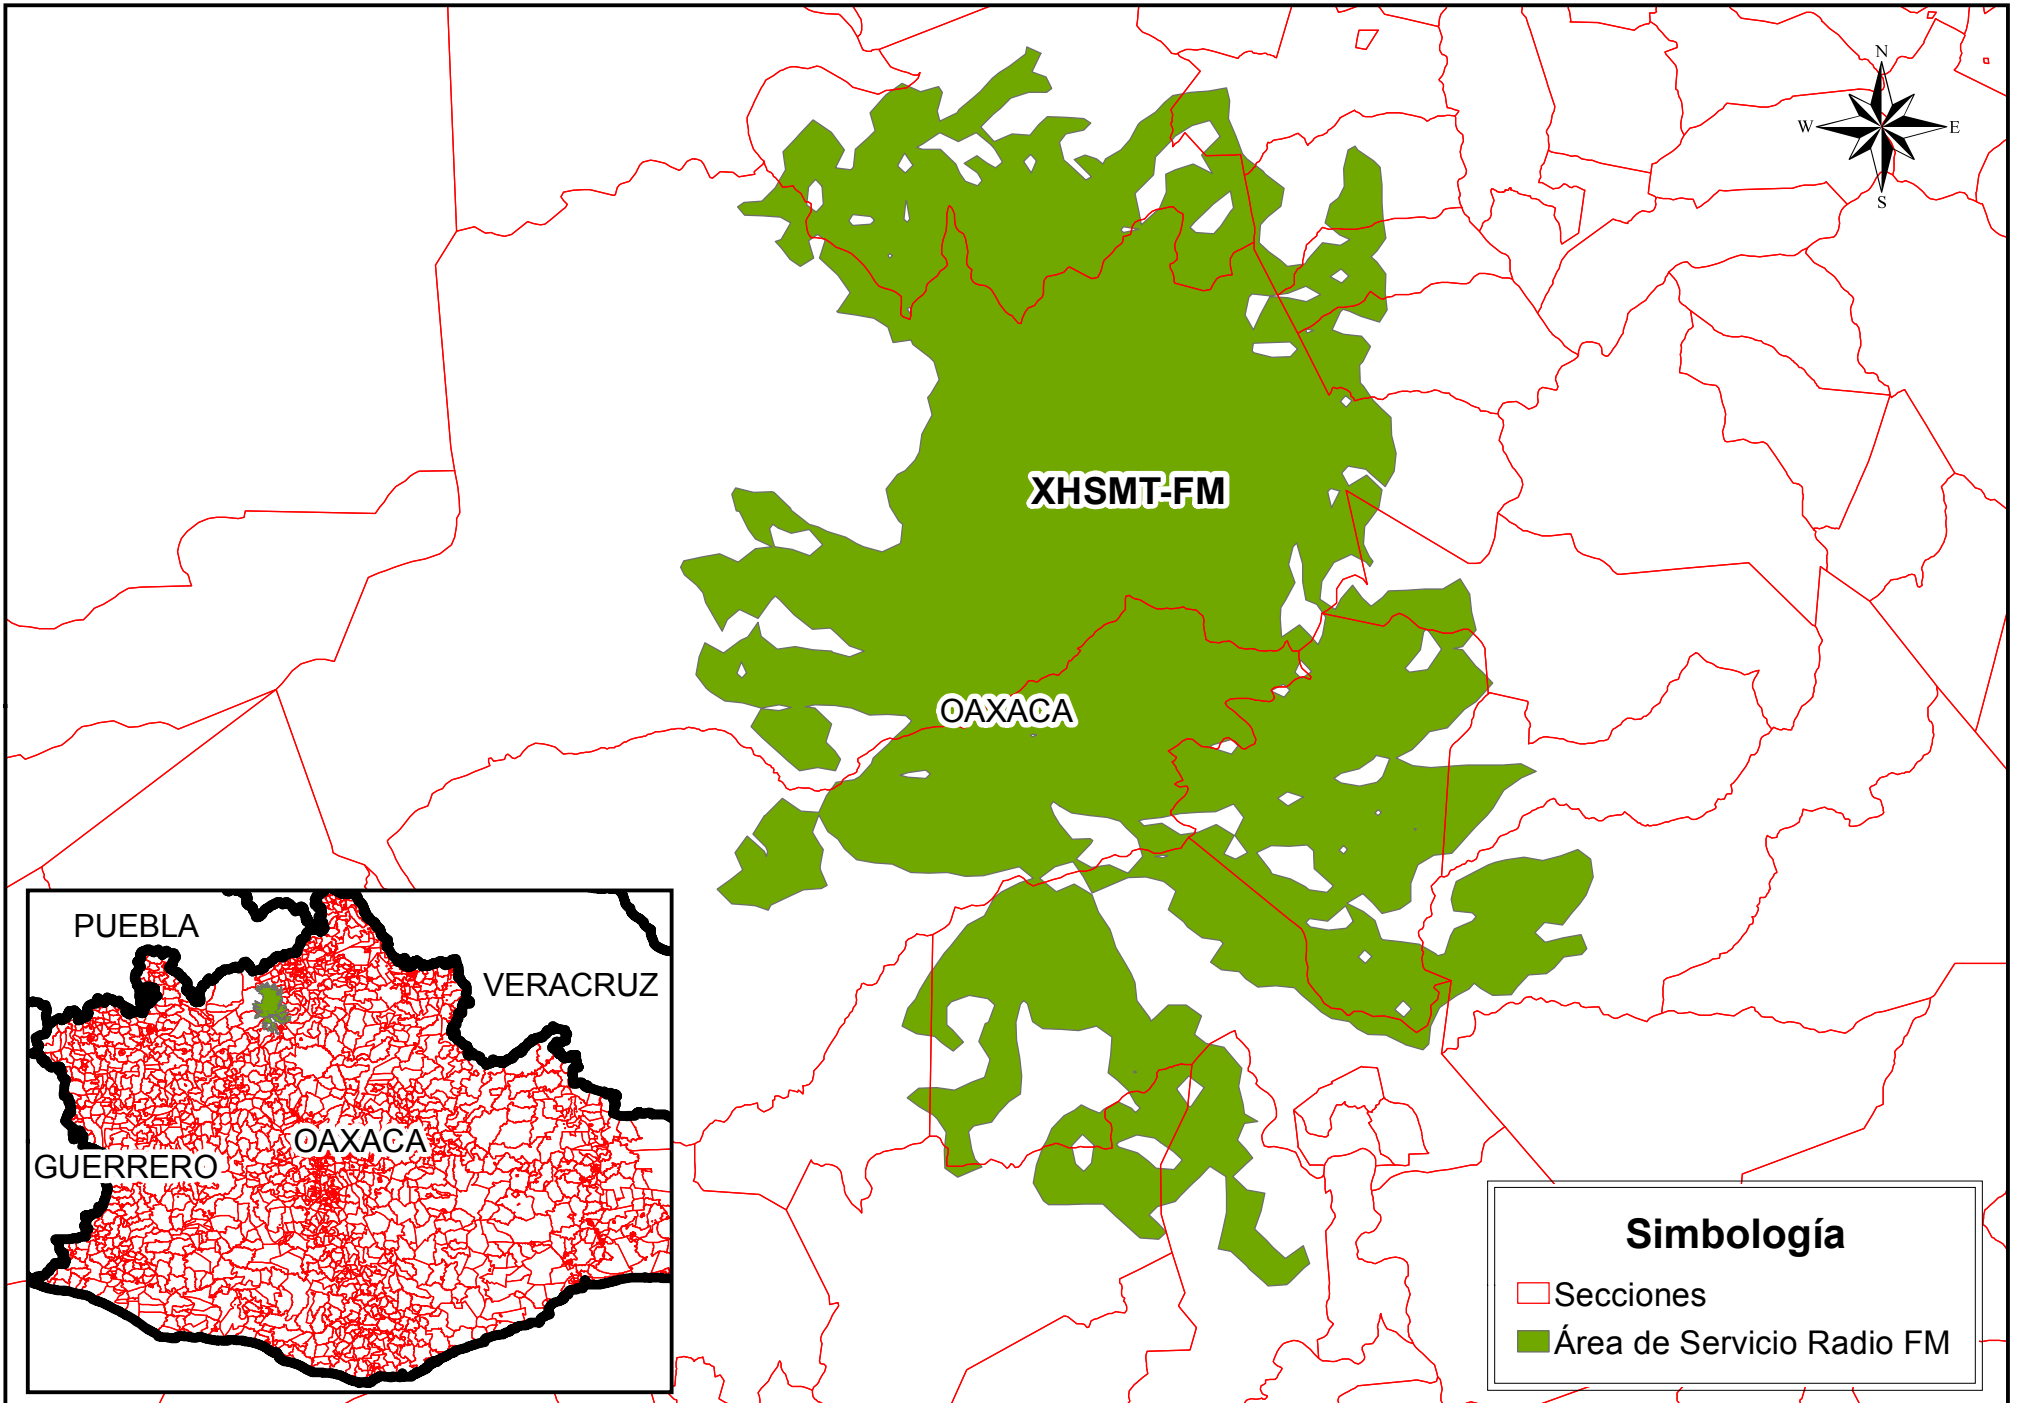 N
W E
S
XHSMT-FM
OAXACA
PUEBLA
VERACRUZ
OAXACA
GUERRERO
Simbología
Secciones
Área de Servicio Radio FM